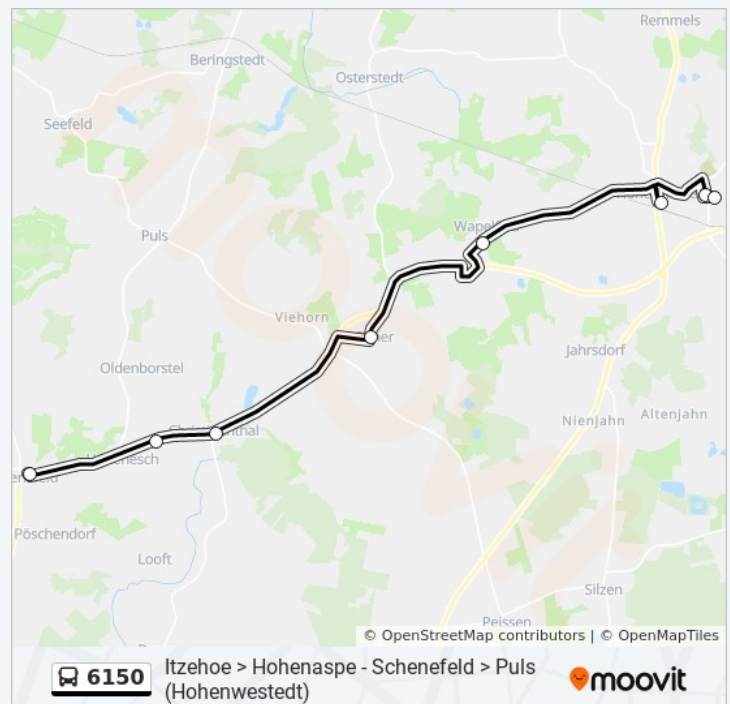 Remmels
Beringstedt
Osterstedt
Seefeld
Puls
Viehorn
Oldenborstel
Jahrsdorf
Nienjahn
Altenjahn
Pöschendorf
Looft
Silzen
Peissen
© OpenStreetMap contributors | © OpenMapTiles
6150
Itzehoe > Hohenaspe - Schenefeld > Puls
(Hohenwestedt)
moovit